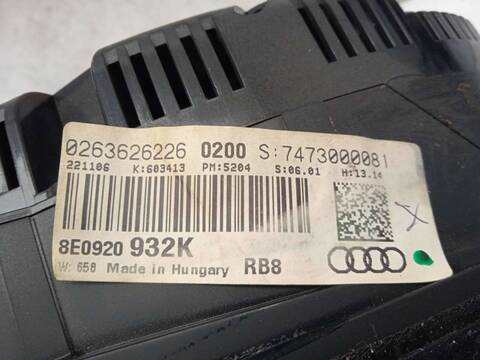 0263626226 0200 S:7473000081
221106 K:603413 PM:5204 S:06.01 H:13.14
8E0920 932K
W: 658 Made in Hungary RB8
X